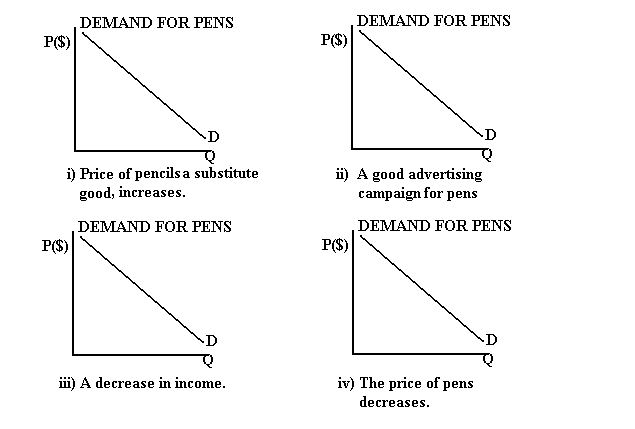 DEMAND FOR PENS
P($)
D
Q
i) Price of pencils a substitute
good, increases.
DEMAND FOR PENS
P($)
D
Q
ii) A good advertising
campaign for pens
DEMAND FOR PENS
P($)
D
Q
iii) A decrease in income.
DEMAND FOR PENS
P($)
D
Q
iv) The price of pens
decreases.